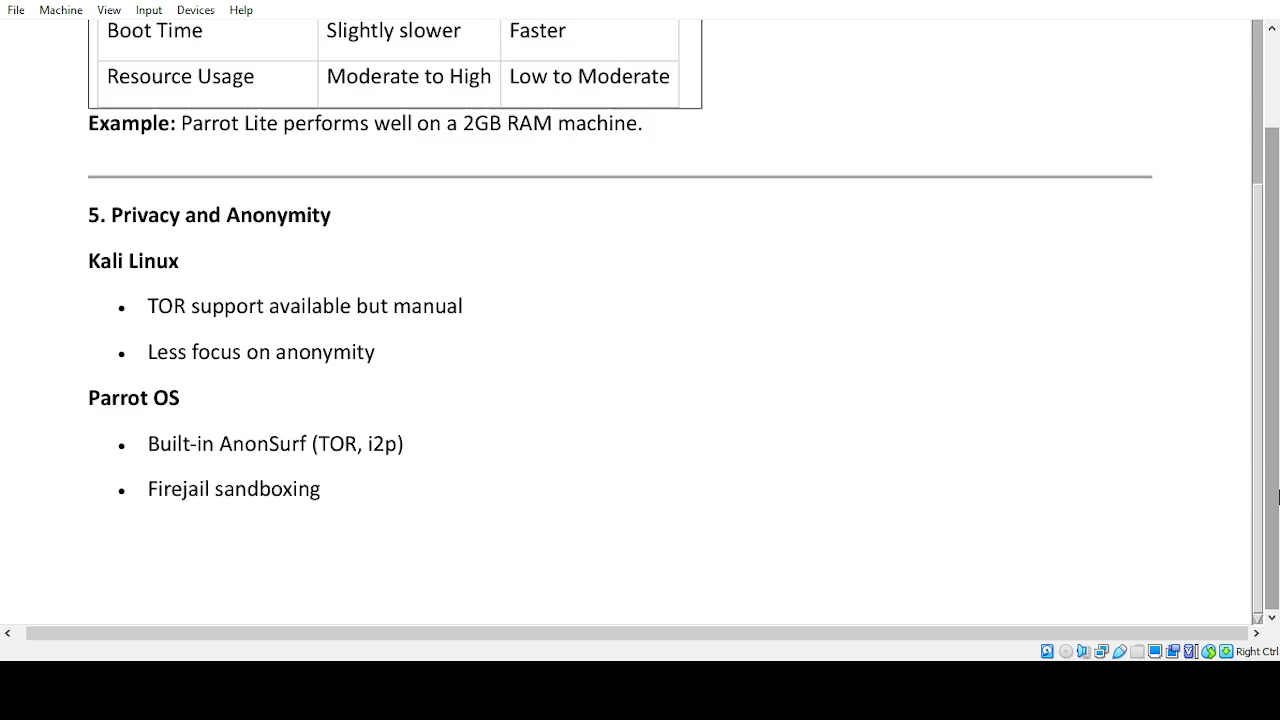 File Machine View Input Devices Help
Boot Time Slightly slower Faster
Resource Usage Moderate to High Low to Moderate
Example: Parrot Lite performs well on a 2GB RAM machine.
5. Privacy and Anonymity
Kali Linux
• TOR support available but manual
• Less focus on anonymity
Parrot OS
• Built-in AnonSurf (TOR, i2p)
• Firejail sandboxing
Right Ctrl